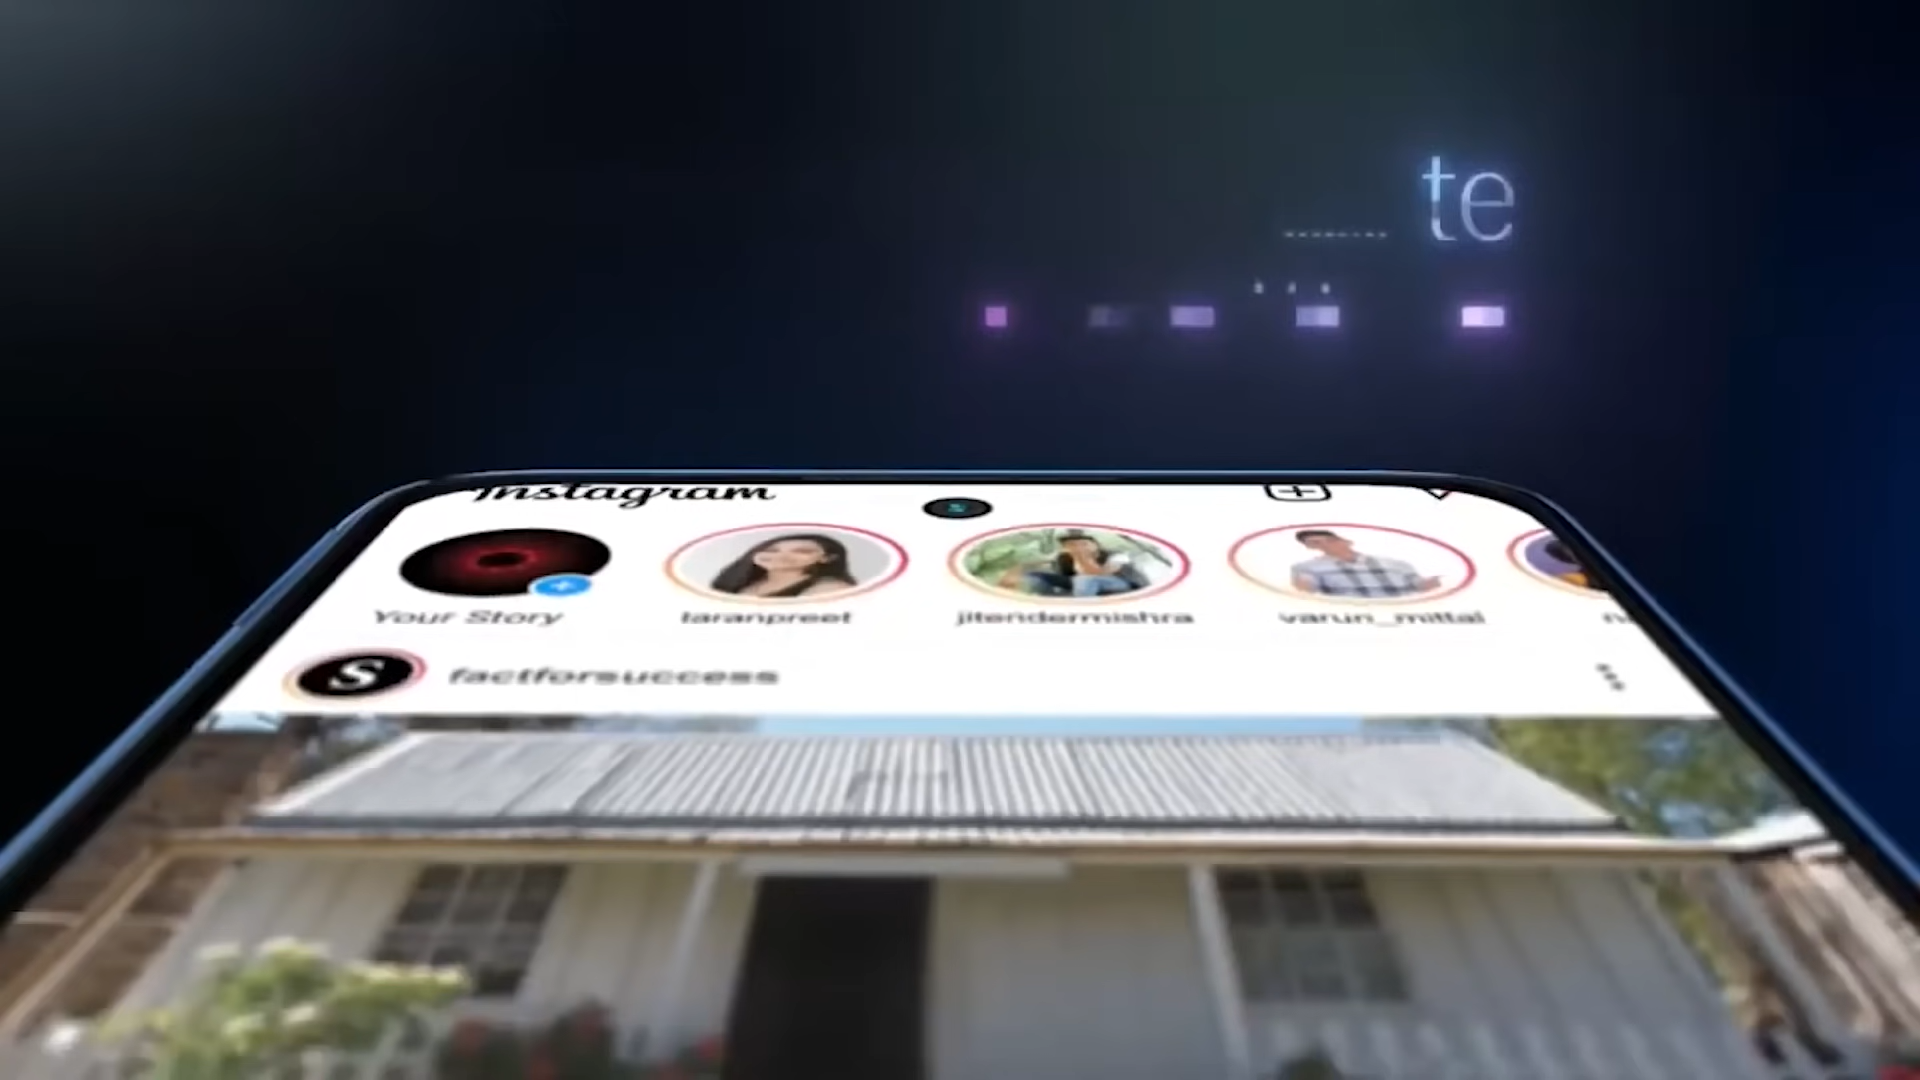 te
Instagram
Your Story
taranpreet
jitendermishra
varun_mittal
S factforsuccess